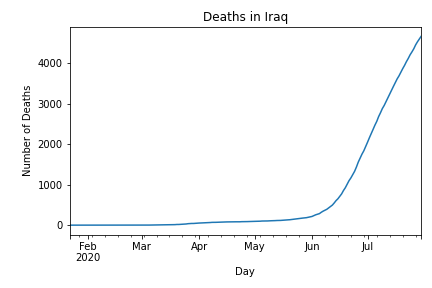 Deaths in Iraq
Number of Deaths
4000
3000
2000
1000
0
Feb
2020
Mar
Apr
May
Jun
Jul
Day